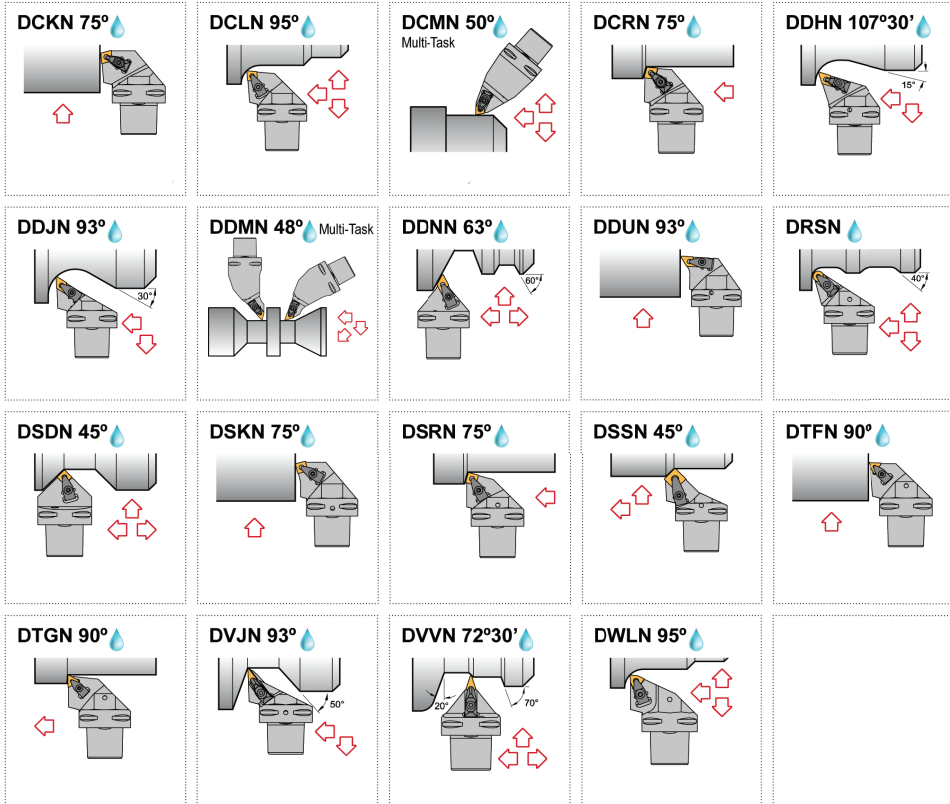 DCKN 75º
DCLN 95º
DCMN 50º
Multi-Task
DCRN 75º
DDHN 107º30’
15°
DDJN 93º
30°
DDMN 48º Multi-Task
DDNN 63º
60°
DDUN 93º
DRSN
40°
DSDN 45º
DSKN 75º
DSRN 75º
DSSN 45º
DTFN 90º
DTGN 90º
DVJN 93º
50°
DVVN 72º30’
20°
70°
DWLN 95º